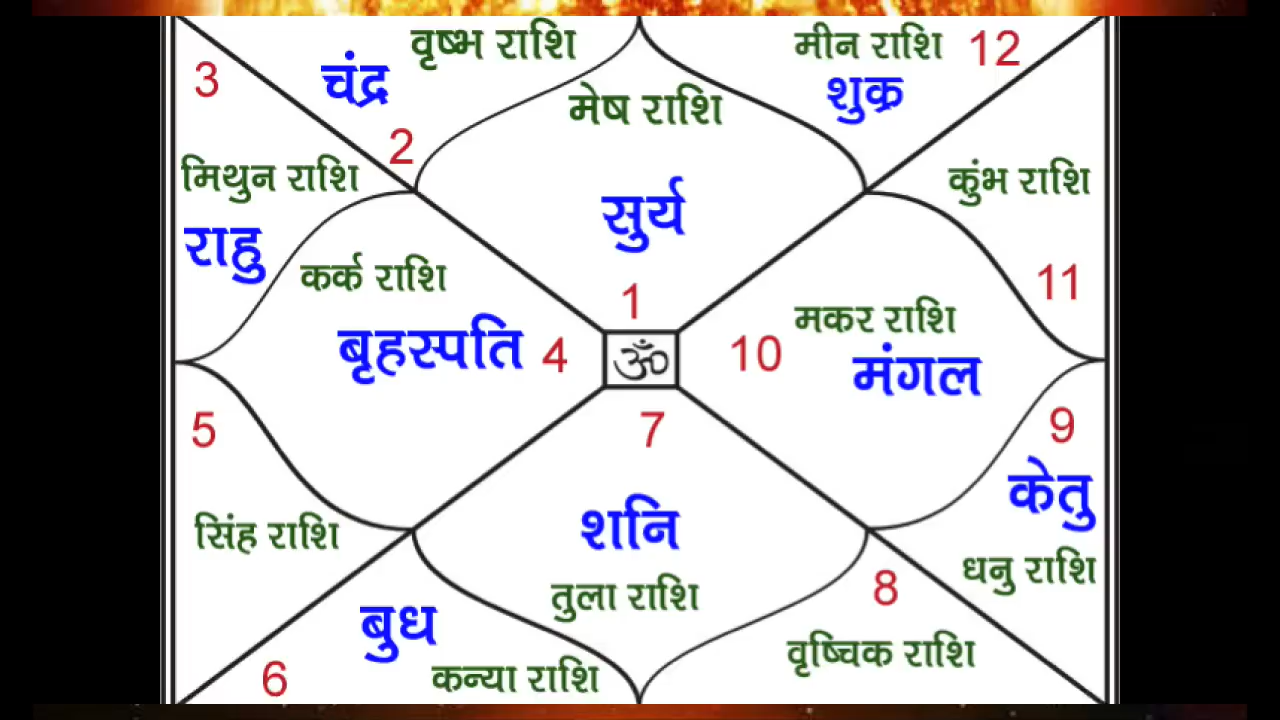 वृष्भ राशि
मीन राशि
12
3
चंद्र
मेष राशि
शुक्र
2
मिथुन राशि
कुंभ राशि
सुर्य
राहु
कर्क राशि
1
11
मकर राशि
बृहस्पति
4
ॐ
10
मंगल
5
7
9
केतु
सिंह राशि
शनि
धनु राशि
8
तुला राशि
बुध
वृष्चिक राशि
6
कन्या राशि